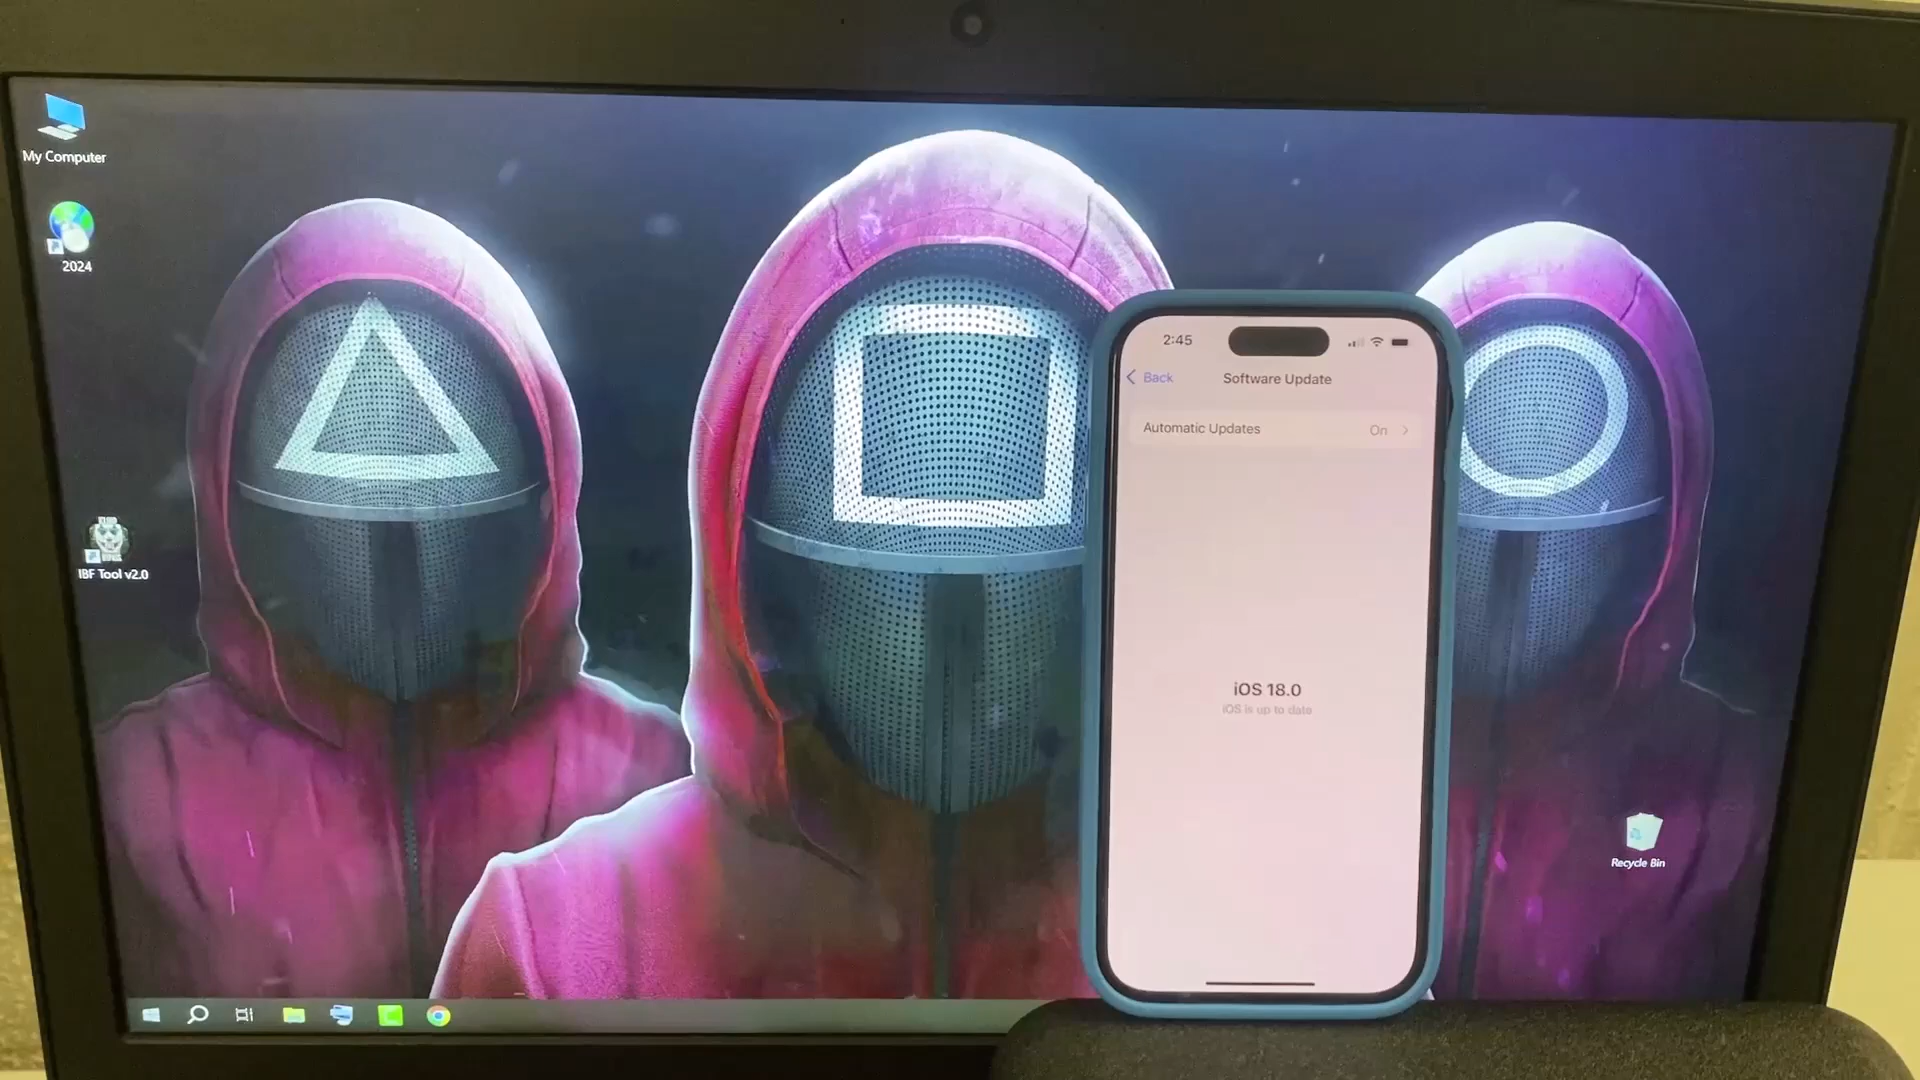 My Computer
2024
IBF Tool v2.0
2:45
Back
Software Update
Automatic Updates
On
iOS 18.0
iOS is up to date
Recycle Bin